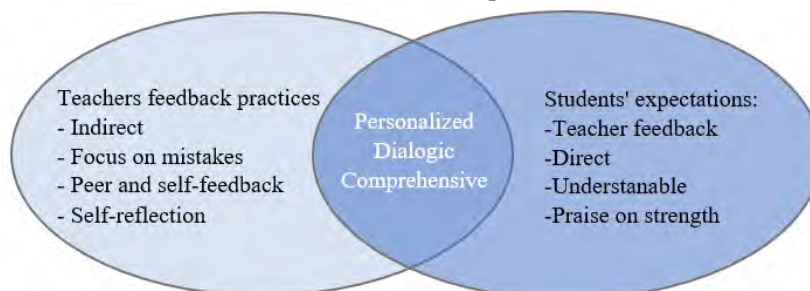 Teachers feedback practices
- Indirect
- Focus on mistakes
- Peer and self-feedback
- Self-reflection
Personalized
Dialogic
Comprehensive
Students' expectations:
-Teacher feedback
-Direct
-Understanable
-Praise on strength